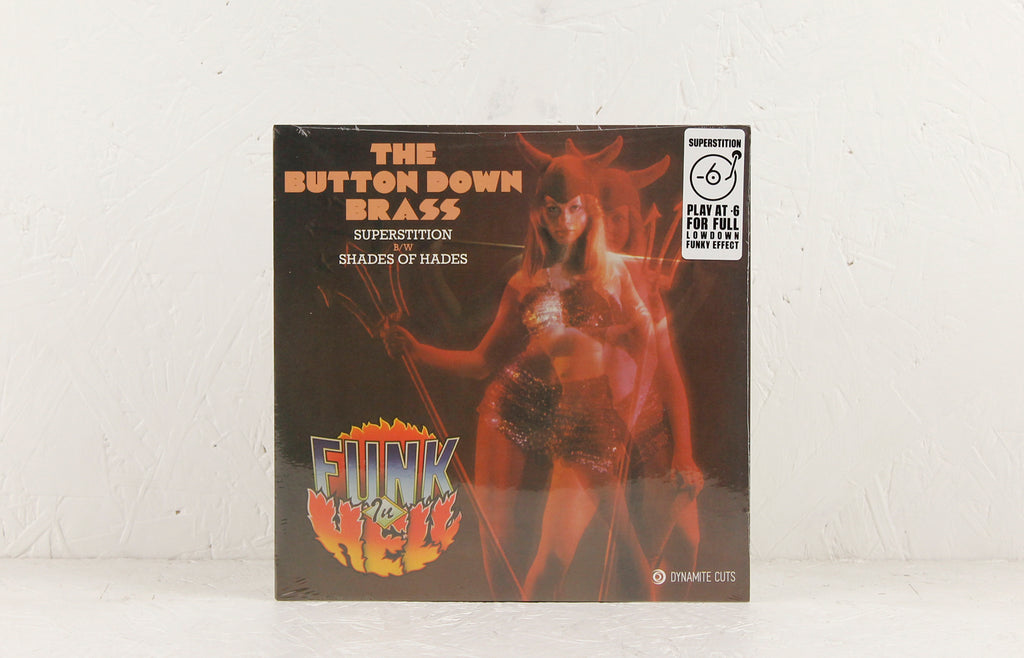 THE
BUTTON DOWN
BRASS
SUPERSTITION
B/W
SHADES OF HADES
SUPERSTITION
-6
PLAY AT -6
FOR FULL
LOWDOWN
FUNKY EFFECT
FUNK
In
HELL
DYNAMITE CUTS